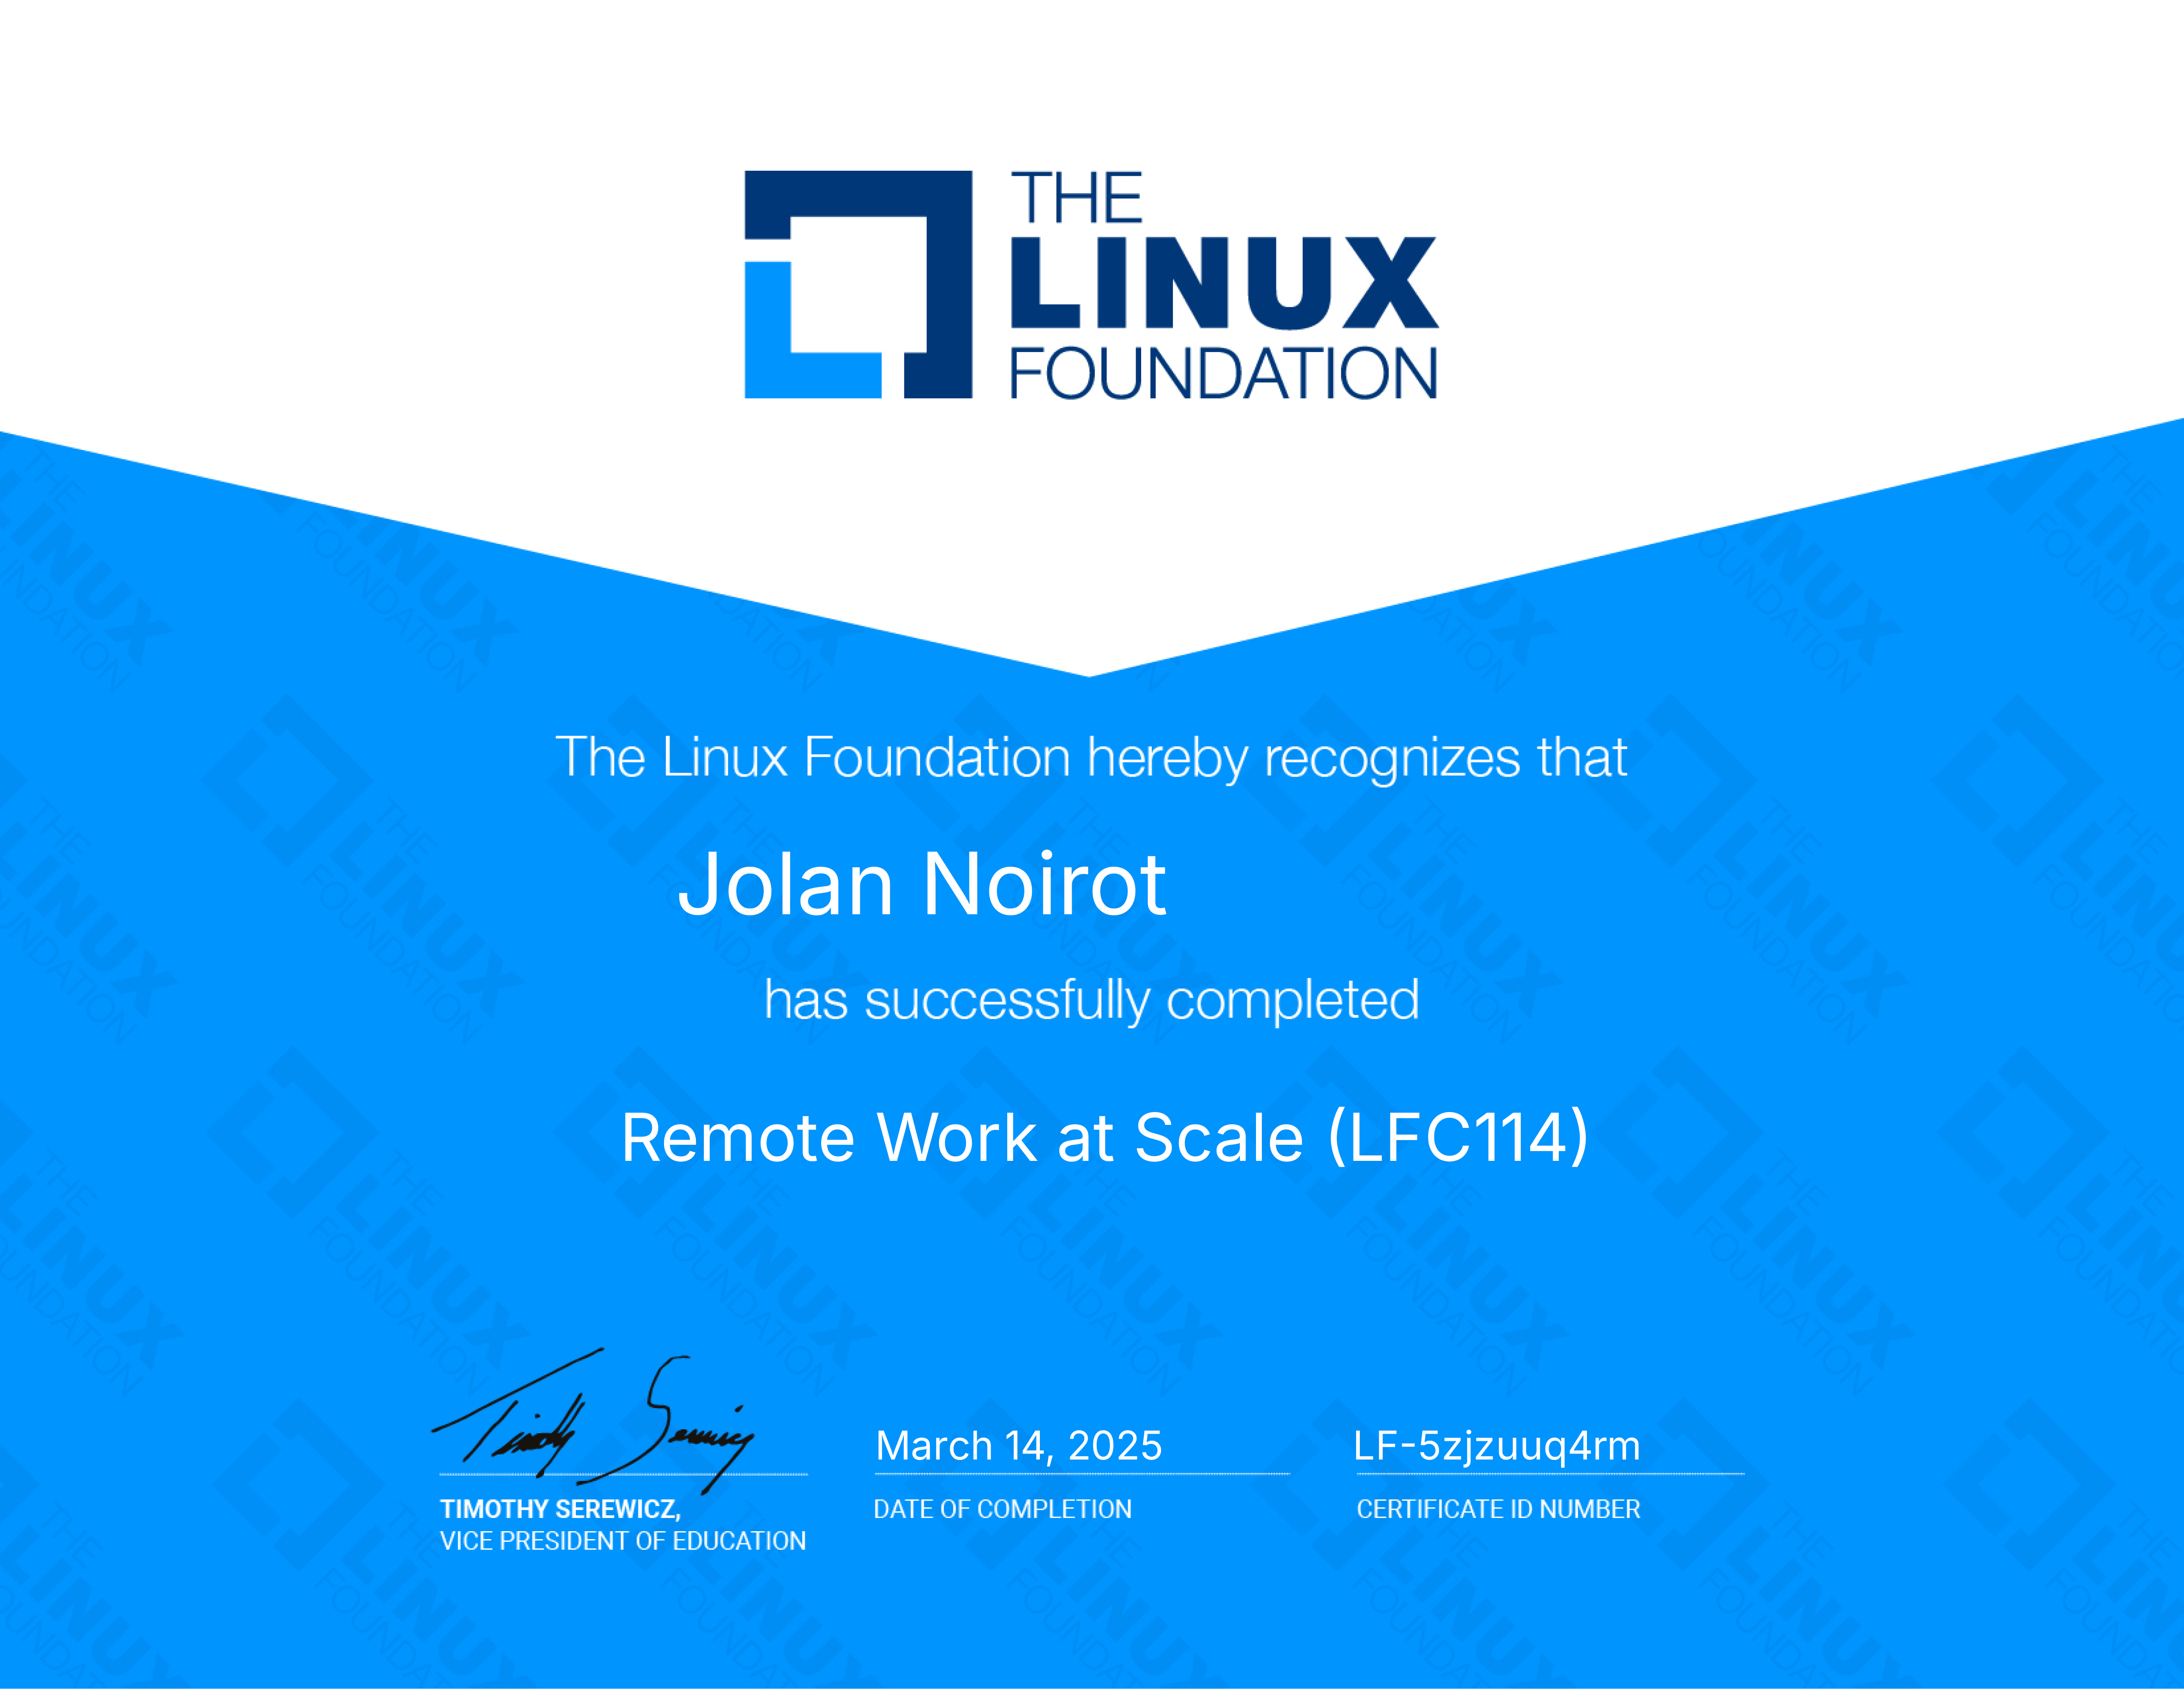 THE
LINUX
FOUNDATION
The Linux Foundation hereby recognizes that
Jolan Noirot
has successfully completed
Remote Work at Scale (LFC114)
Timothy Serewicz
TIMOTHY SEREWICZ,
VICE PRESIDENT OF EDUCATION
March 14, 2025
DATE OF COMPLETION
LF-5zjzuuq4rm
CERTIFICATE ID NUMBER